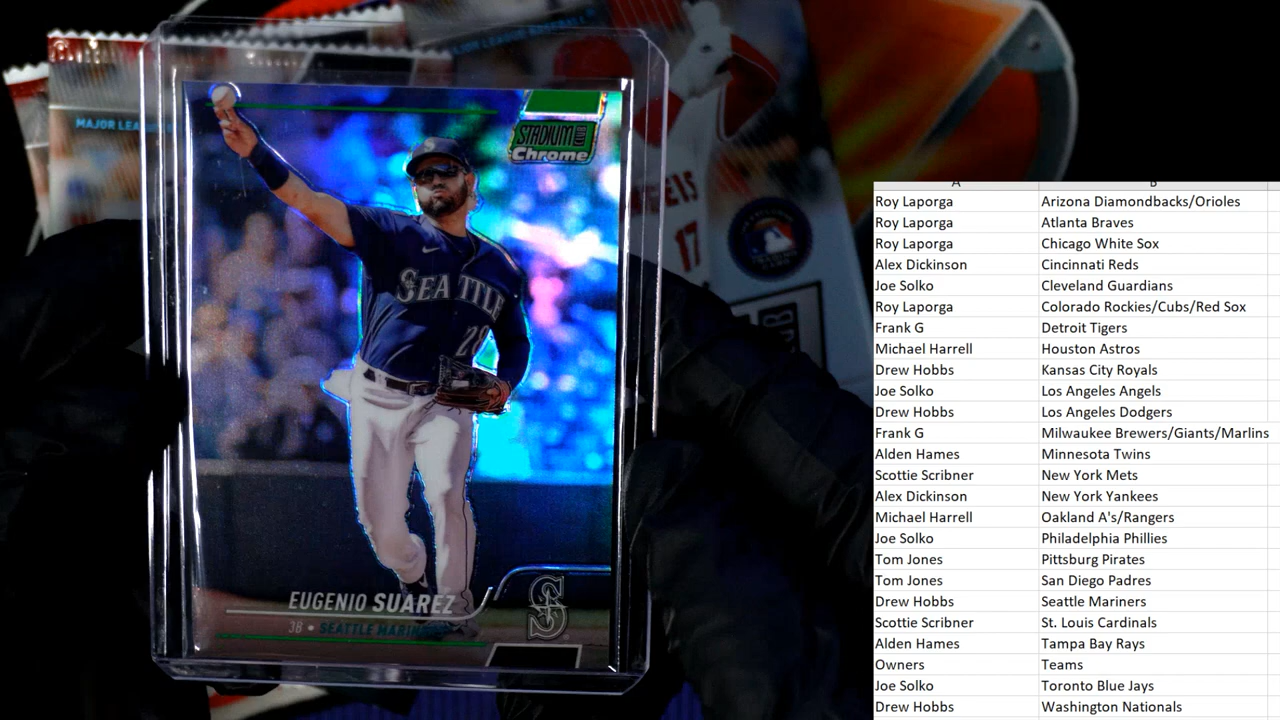 MAJOR LEAG
MAJOR LEAGUE BASEBALL
STADIUM CLUB
Chrome
S
SEATTLE
28
17
EUGENIO SUAREZ
38 • SEATTLE MARINERS
S
A B
Roy Laporga Arizona Diamondbacks/Orioles
Roy Laporga Atlanta Braves
Roy Laporga Chicago White Sox
Alex Dickinson Cincinnati Reds
Joe Solko Cleveland Guardians
Roy Laporga Colorado Rockies/Cubs/Red Sox
Frank G Detroit Tigers
Michael Harrell Houston Astros
Drew Hobbs Kansas City Royals
Joe Solko Los Angeles Angels
Drew Hobbs Los Angeles Dodgers
Frank G Milwaukee Brewers/Giants/Marlins
Alden Hames Minnesota Twins
Scottie Scribner New York Mets
Alex Dickinson New York Yankees
Michael Harrell Oakland A's/Rangers
Joe Solko Philadelphia Phillies
Tom Jones Pittsburg Pirates
Tom Jones San Diego Padres
Drew Hobbs Seattle Mariners
Scottie Scribner St. Louis Cardinals
Alden Hames Tampa Bay Rays
Owners Teams
Joe Solko Toronto Blue Jays
Drew Hobbs Washington Nationals